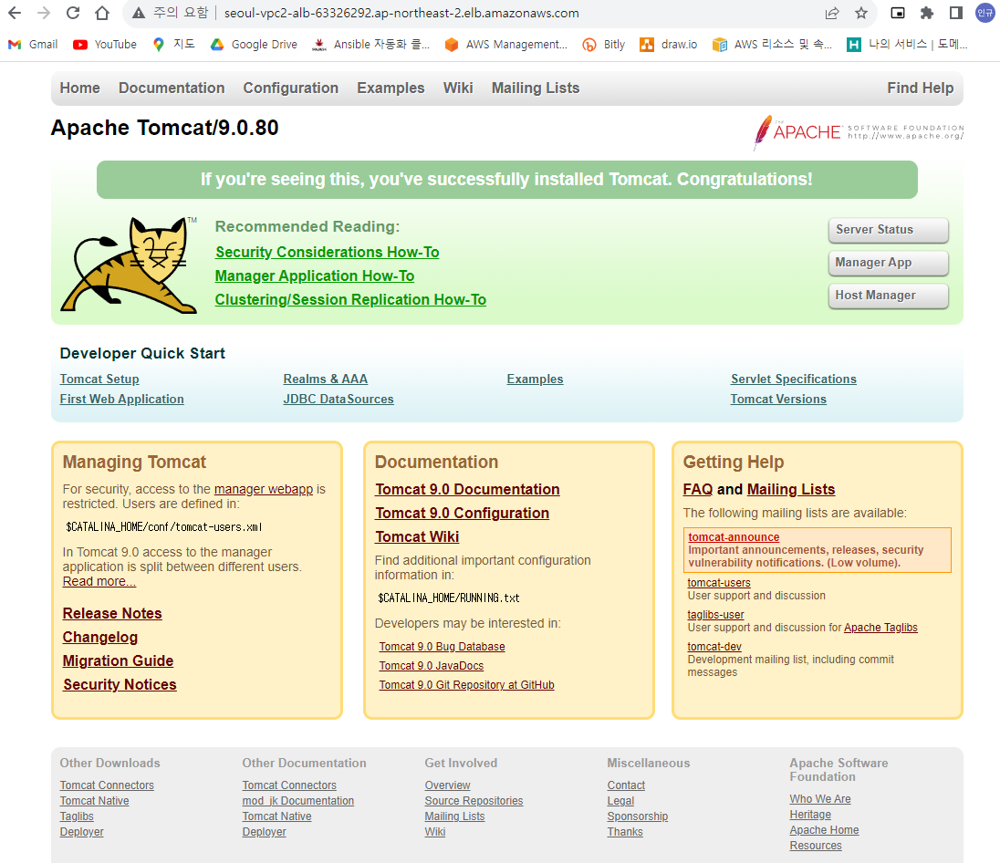 주의 요함 seoul-vpc2-alb-63326292.ap-northeast-2.elb.amazonaws.com
인규
Gmail YouTube 지도 Google Drive Ansible 자동화 플... AWS Management... Bitly draw.io AWS 리소스 및 속... 나의 서비스 | 도메...
Home Documentation Configuration Examples Wiki Mailing Lists Find Help
Apache Tomcat/9.0.80
THE
APACHE
SOFTWARE FOUNDATION
http://www.apache.org/
If you're seeing this, you've successfully installed Tomcat. Congratulations!
TM
Recommended Reading:
Security Considerations How-To
Manager Application How-To
Clustering/Session Replication How-To
Server Status
Manager App
Host Manager
Developer Quick Start
Tomcat Setup
First Web Application
Realms & AAA
JDBC DataSources
Examples
Servlet Specifications
Tomcat Versions
Managing Tomcat
For security, access to the manager webapp is
restricted. Users are defined in:
$CATALINA_HOME/conf/tomcat-users.xml
In Tomcat 9.0 access to the manager
application is split between different users.
Read more...
Release Notes
Changelog
Migration Guide
Security Notices
Documentation
Tomcat 9.0 Documentation
Tomcat 9.0 Configuration
Tomcat Wiki
Find additional important configuration
information in:
$CATALINA_HOME/RUNNING.txt
Developers may be interested in:
Tomcat 9.0 Bug Database
Tomcat 9.0 JavaDocs
Tomcat 9.0 Git Repository at GitHub
Getting Help
FAQ and Mailing Lists
The following mailing lists are available:
tomcat-announce
Important announcements, releases, security
vulnerability notifications. (Low volume).
tomcat-users
User support and discussion
taglibs-user
User support and discussion for Apache Taglibs
tomcat-dev
Development mailing list, including commit
messages
Other Downloads
Tomcat Connectors
Tomcat Native
Taglibs
Deployer
Other Documentation
Tomcat Connectors
mod_jk Documentation
Tomcat Native
Deployer
Get Involved
Overview
Source Repositories
Mailing Lists
Wiki
Miscellaneous
Contact
Legal
Sponsorship
Thanks
Apache Software
Foundation
Who We Are
Heritage
Apache Home
Resources